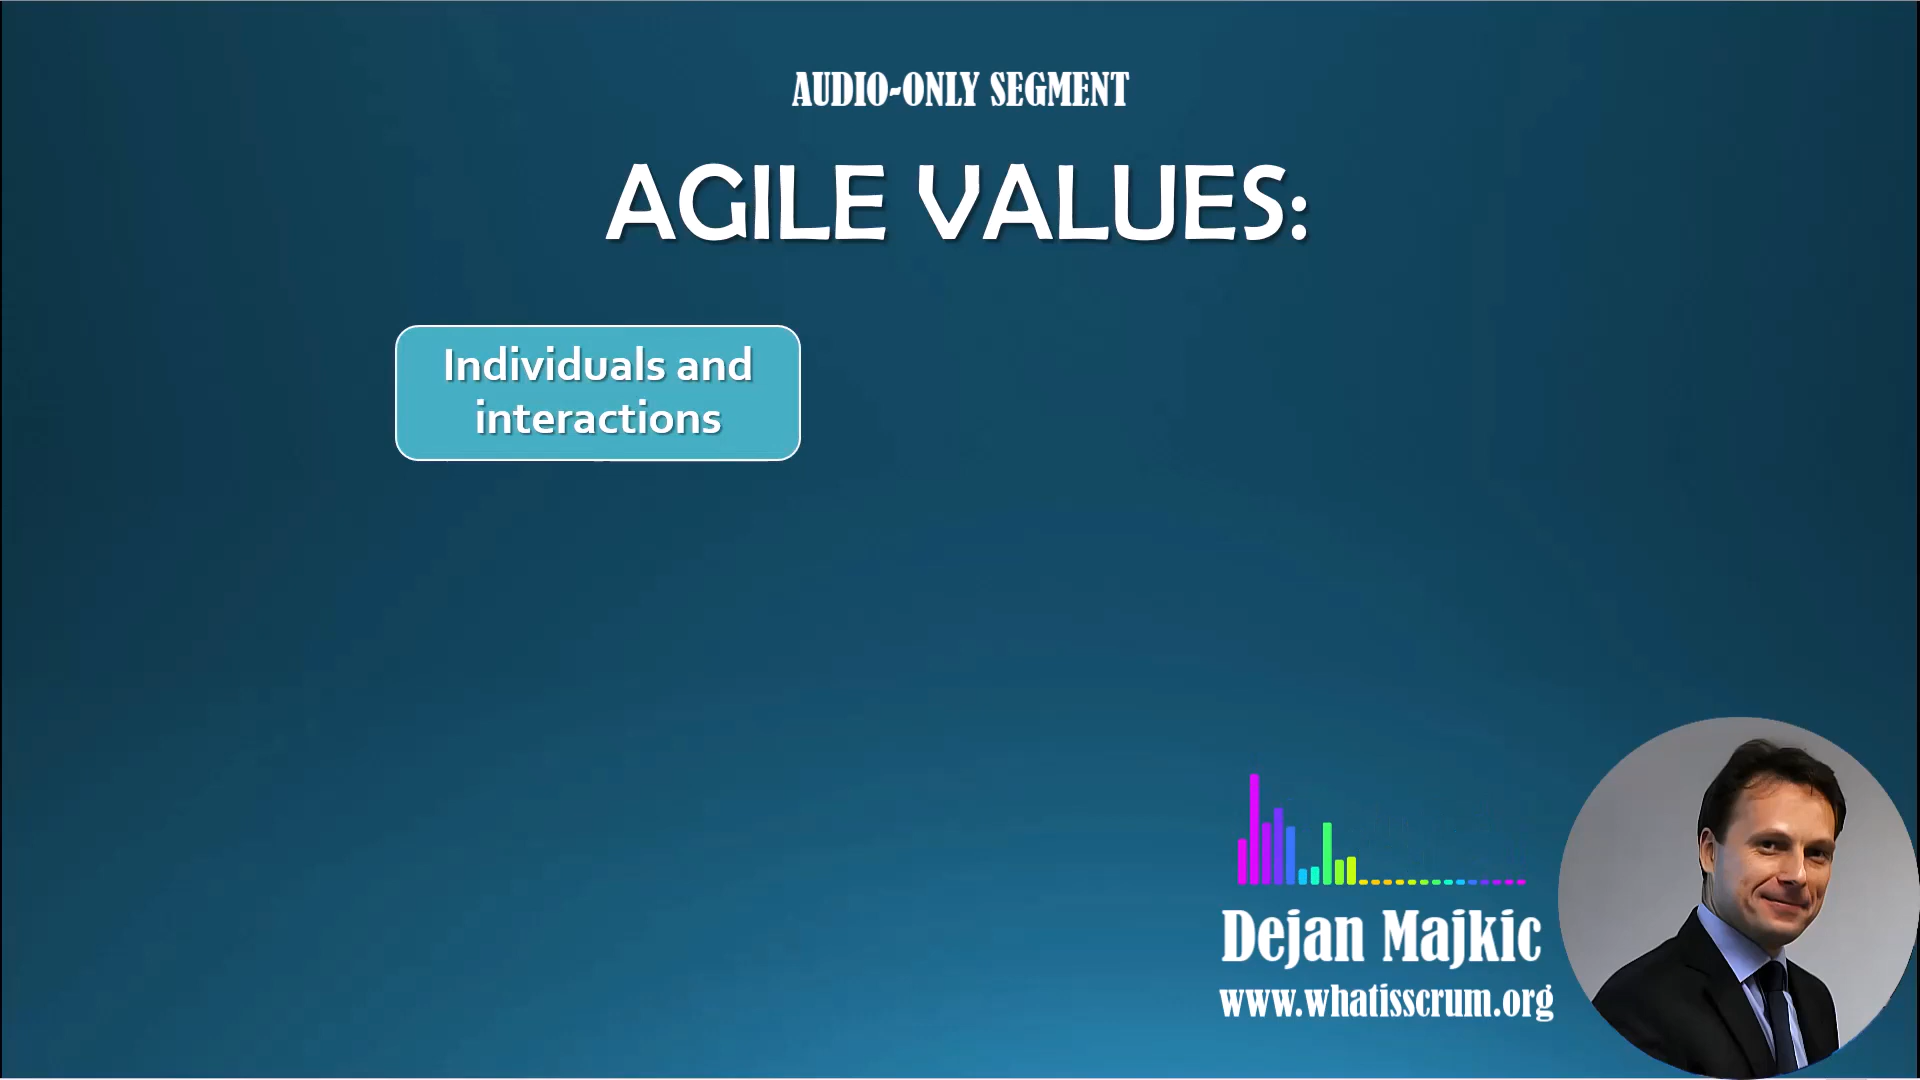 AUDIO-ONLY SEGMENT
AGILE VALUES:
Individuals and
interactions
Dejan Majkic
www.whatisscrum.org